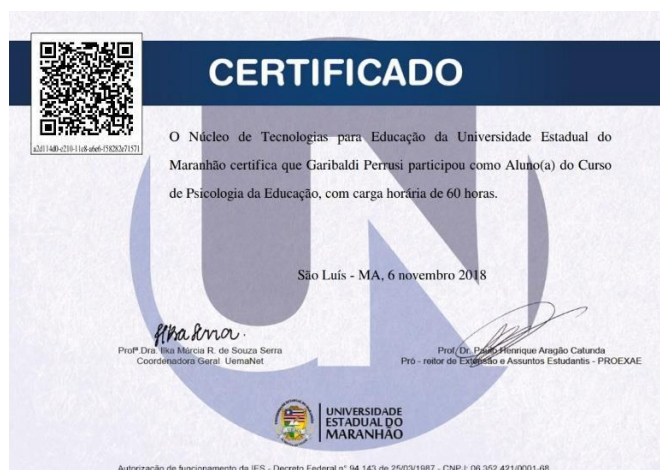 CERTIFICADO
a2d114d0-e210-11e8-a6e6-f58282e71571
O Núcleo de Tecnologias para Educação da Universidade Estadual do
Maranhão certifica que Garibaldi Perrusi participou como Aluno(a) do Curso
de Psicologia da Educação, com carga horária de 60 horas.
São Luís - MA, 6 novembro 2018
Profª.Dra. Ilka Márcia R. de Souza Serra
Coordenadora Geral UemaNet
Prof. Dr. Paulo Henrique Aragão Catunda
Pró - reitor de Extensão e Assuntos Estudantis - PROEXAE
UNIVERSIDADE
ESTADUAL DO
MARANHÃO
Autorização de funcionamento da IES - Decreto Federal n° 94.143 de 25/03/1987 - CNPJ: 06.352.421/0001-68